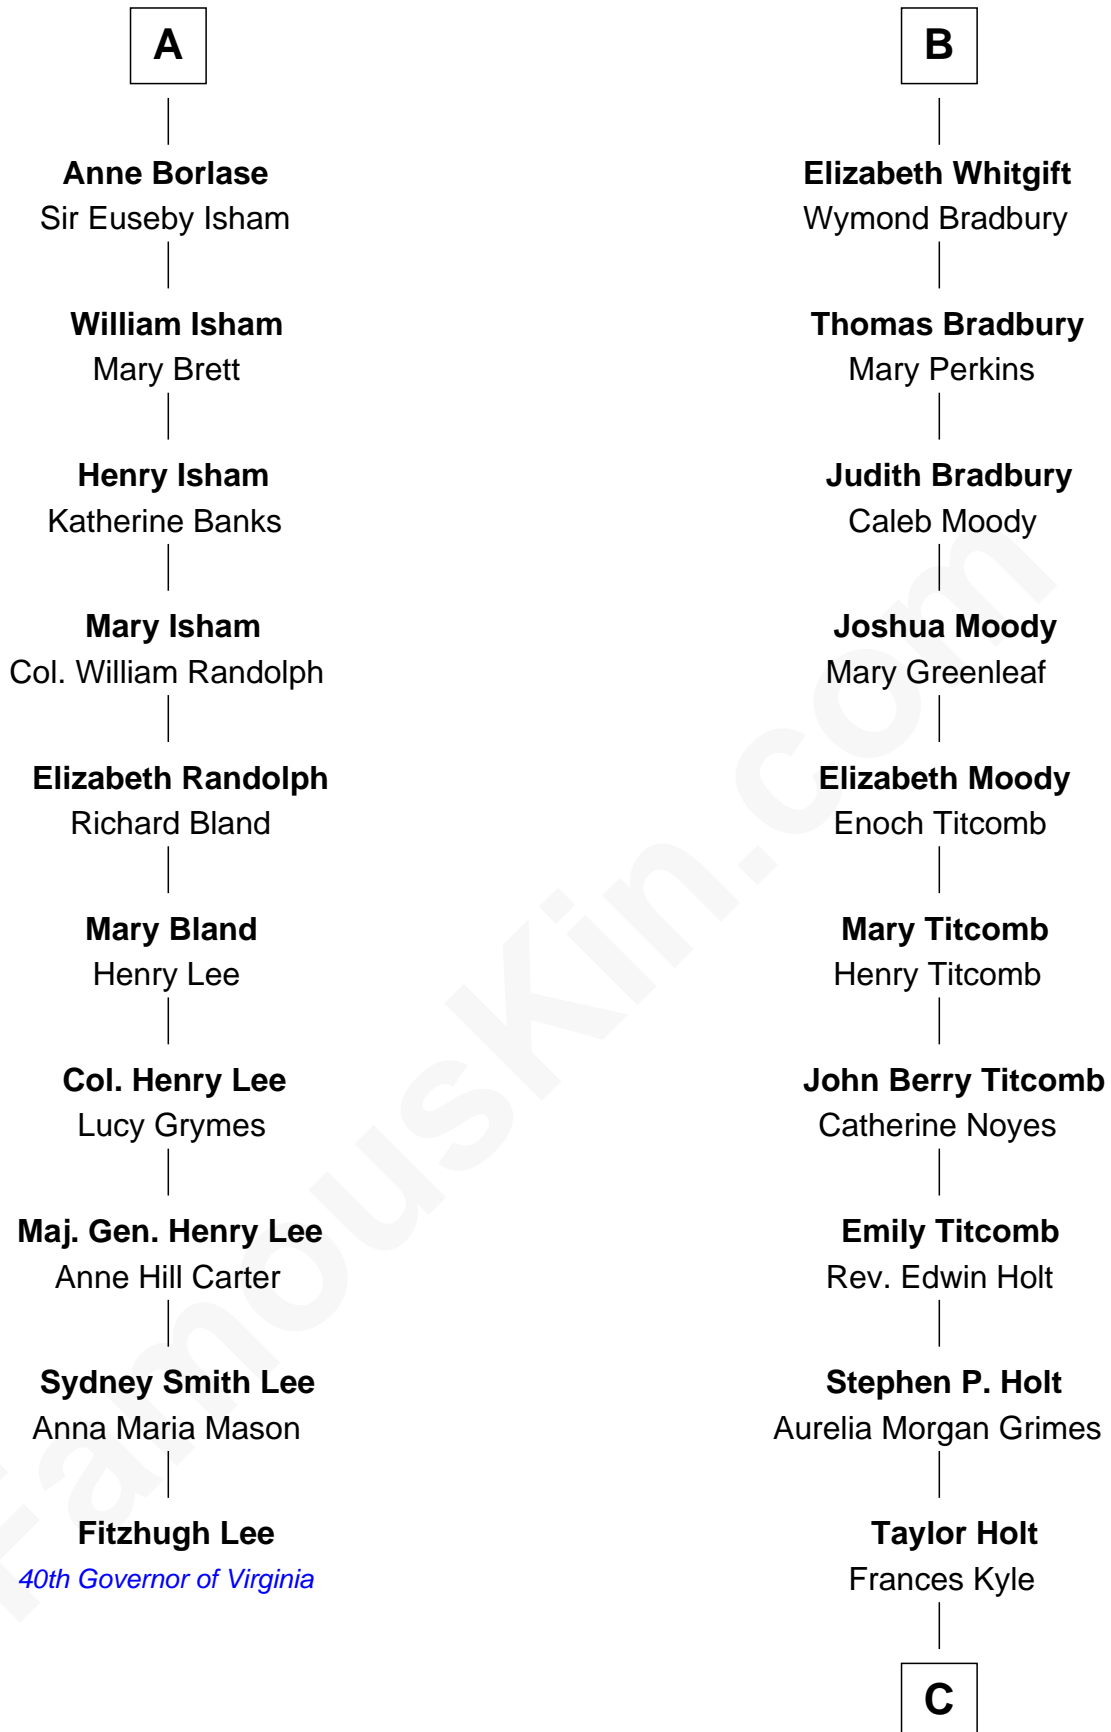 A
Anne Borlase
Sir Euseby Isham
William Isham
Mary Brett
Henry Isham
Katherine Banks
Mary Isham
Col. William Randolph
Elizabeth Randolph
Richard Bland
Mary Bland
Henry Lee
Col. Henry Lee
Lucy Grymes
Maj. Gen. Henry Lee
Anne Hill Carter
Sydney Smith Lee
Anna Maria Mason
Fitzhugh Lee
40th Governor of Virginia
B
Elizabeth Whitgift
Wymond Bradbury
Thomas Bradbury
Mary Perkins
Judith Bradbury
Caleb Moody
Joshua Moody
Mary Greenleaf
Elizabeth Moody
Enoch Titcomb
Mary Titcomb
Henry Titcomb
John Berry Titcomb
Catherine Noyes
Emily Titcomb
Rev. Edwin Holt
Stephen P. Holt
Aurelia Morgan Grimes
Taylor Holt
Frances Kyle
C
FamousKin.com